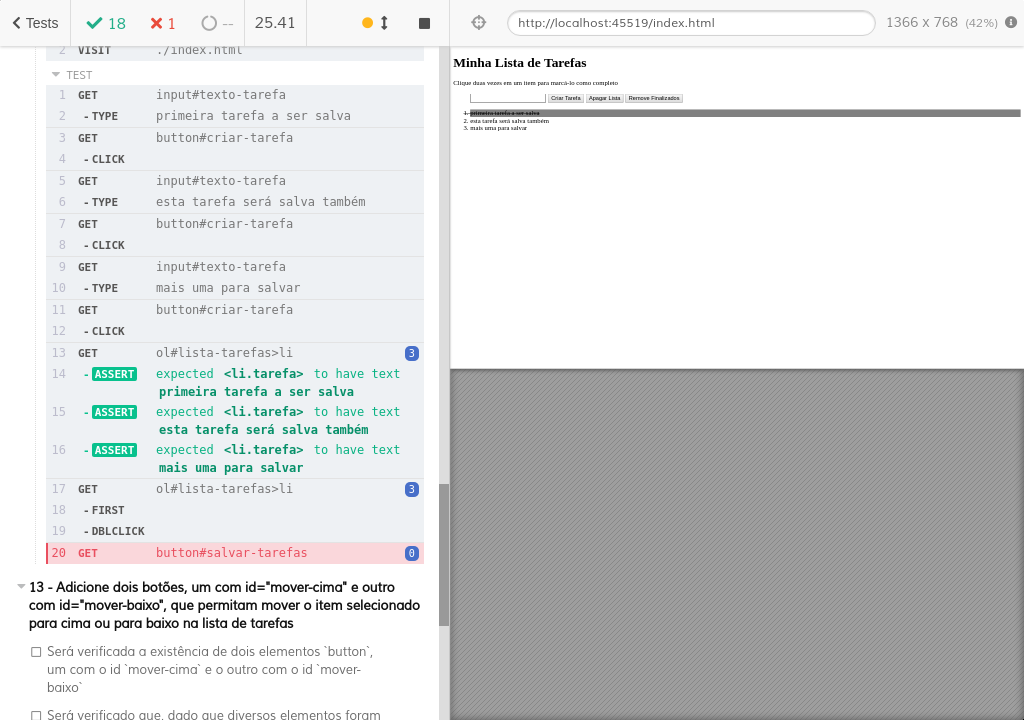 Tests
18
1
--
25.41
http://localhost:45519/index.html
1366 x 768 (42%)
2 VISIT ./index.html
TEST
1 GET input#texto-tarefa
2 - TYPE primeira tarefa a ser salva
3 GET button#criar-tarefa
4 - CLICK
5 GET input#texto-tarefa
6 - TYPE esta tarefa será salva também
7 GET button#criar-tarefa
8 - CLICK
9 GET input#texto-tarefa
10 - TYPE mais uma para salvar
11 GET button#criar-tarefa
12 - CLICK
13 GET ol#lista-tarefas>li 3
14 - ASSERT expected <li.tarefa> to have text
primeira tarefa a ser salva
15 - ASSERT expected <li.tarefa> to have text
esta tarefa será salva também
16 - ASSERT expected <li.tarefa> to have text
mais uma para salvar
17 GET ol#lista-tarefas>li 3
18 - FIRST
19 - DBLCLICK
20 GET button#salvar-tarefas 0
13 - Adicione dois botões, um com id="mover-cima" e outro
com id="mover-baixo", que permitam mover o item selecionado
para cima ou para baixo na lista de tarefas
Será verificada a existência de dois elementos `button`,
um com o id `mover-cima` e o outro com o id `mover-
baixo`
Será verificado que, dado que diversos elementos foram
Minha Lista de Tarefas
Clique duas vezes em um item para marcá-lo como completo
Criar Tarefa Apagar Lista Remove Finalizados
1. primeira tarefa a ser salva
2. esta tarefa será salva também
3. mais uma para salvar